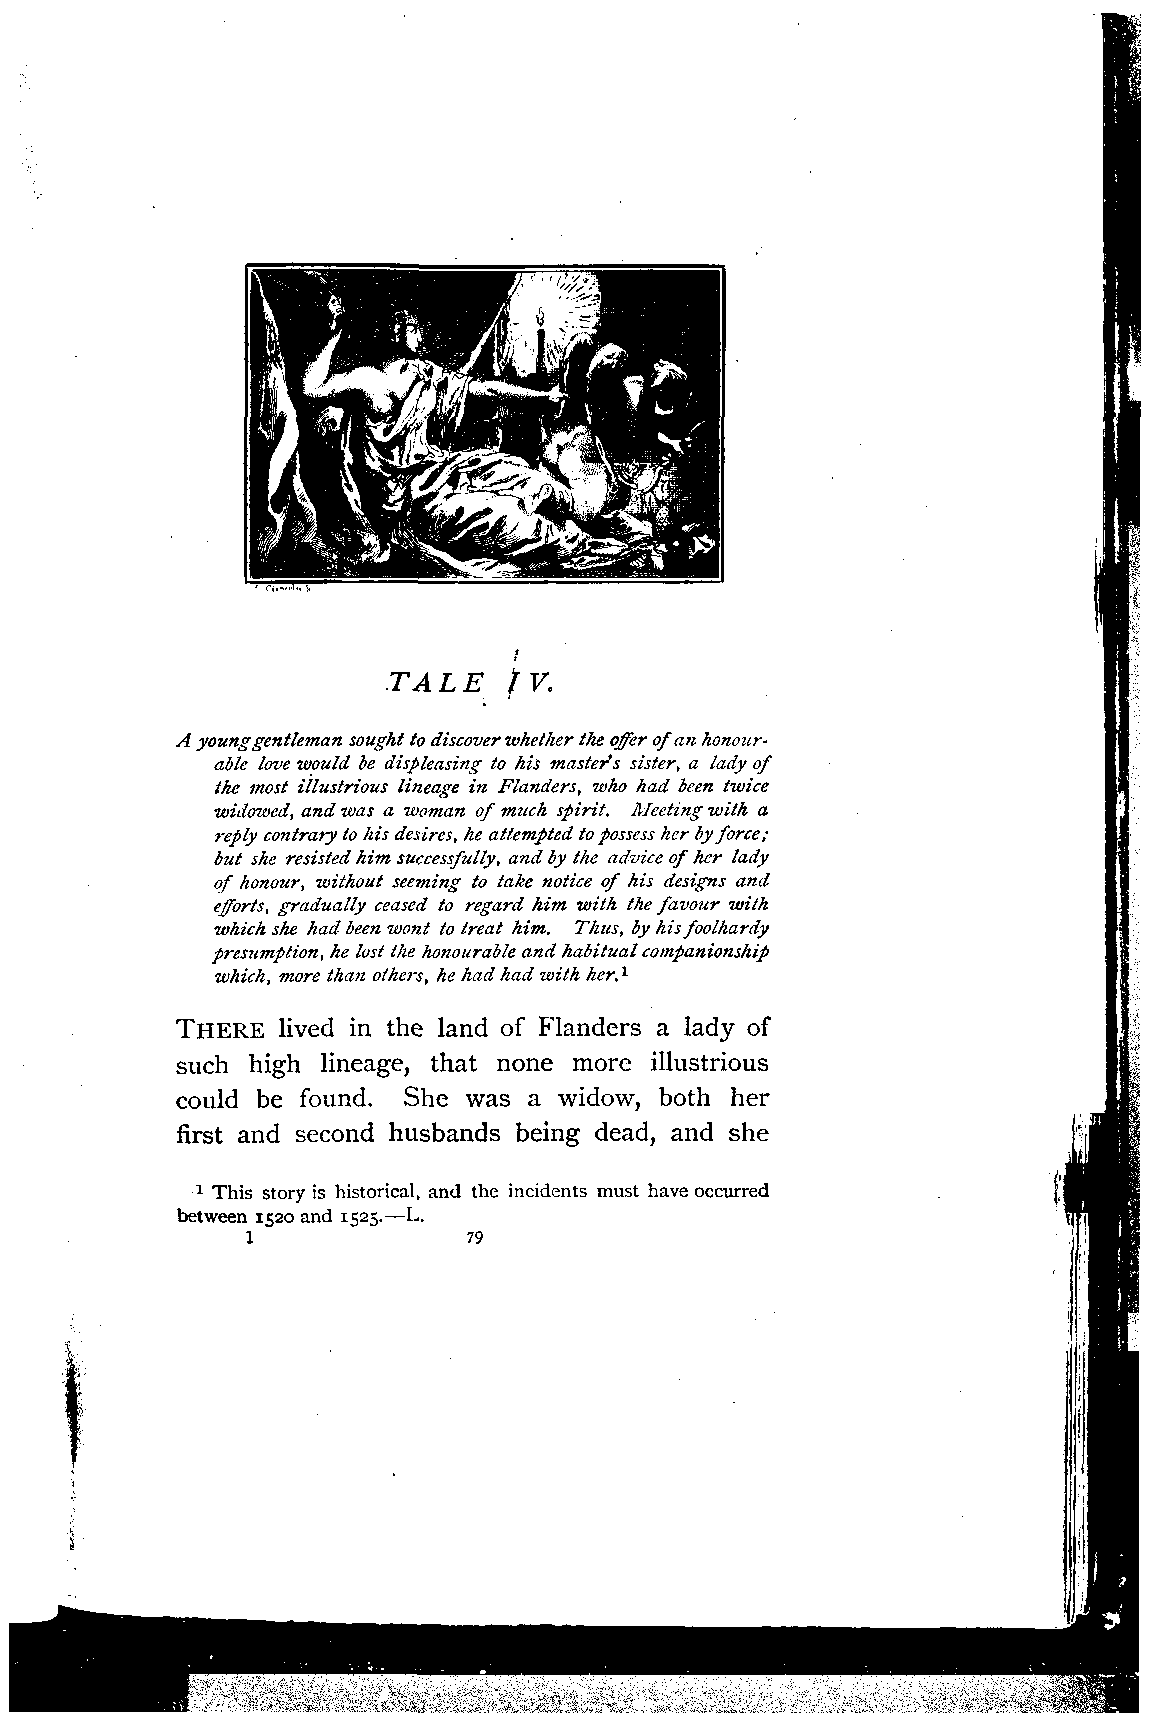 TALE IV.
A young gentleman sought to discover whether the offer of an honour-
able love would be displeasing to his master's sister, a lady of
the most illustrious lineage in Flanders, who had been twice
widowed, and was a woman of much spirit. Meeting with a
reply contrary to his desires, he attempted to possess her by force;
but she resisted him successfully, and by the advice of her lady
of honour, without seeming to take notice of his designs and
efforts, gradually ceased to regard him with the favour with
which she had been wont to treat him. Thus, by his foolhardy
presumption, he lost the honourable and habitual companionship
which, more than others, he had had with her.1
THERE lived in the land of Flanders a lady of
such high lineage, that none more illustrious
could be found. She was a widow, both her
first and second husbands being dead, and she
1 This story is historical, and the incidents must have occurred
between 1520 and 1525.—L.
1 79